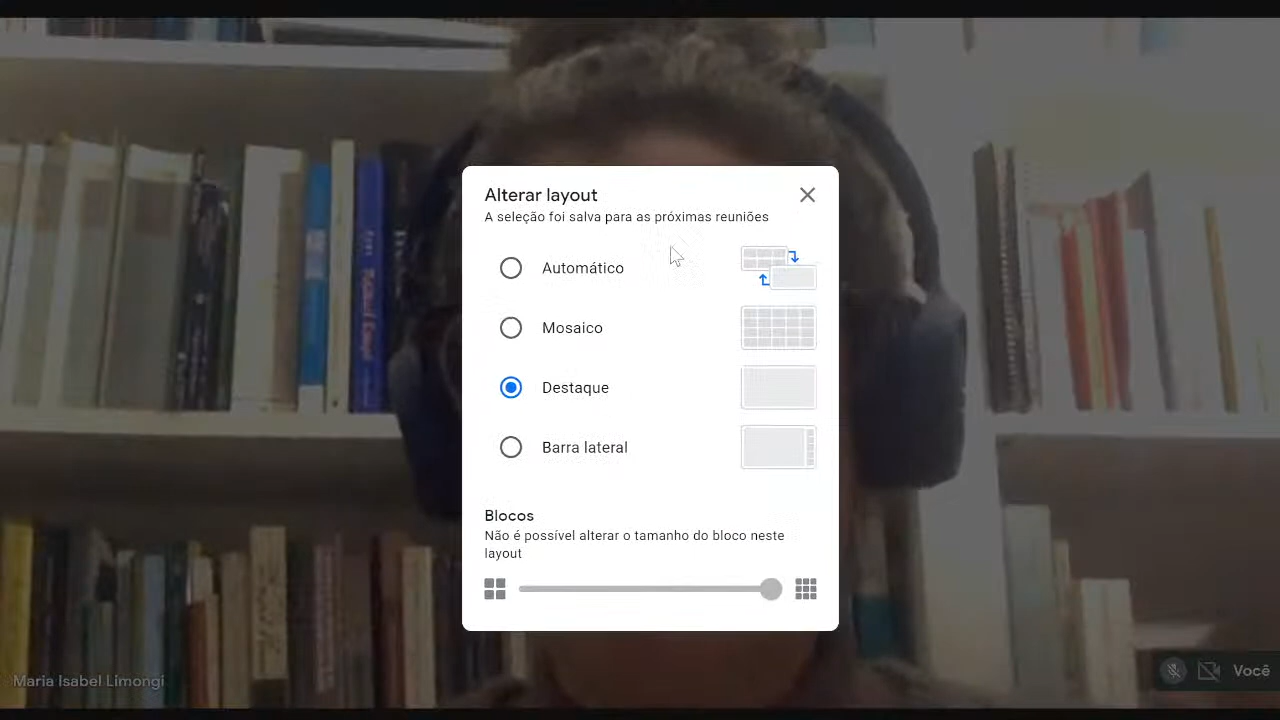 Alterar layout
A seleção foi salva para as próximas reuniões
Automático
Mosaico
Destaque
Barra lateral
Blocos
Não é possível alterar o tamanho do bloco neste
layout
Maria Isabel Limongi
Você